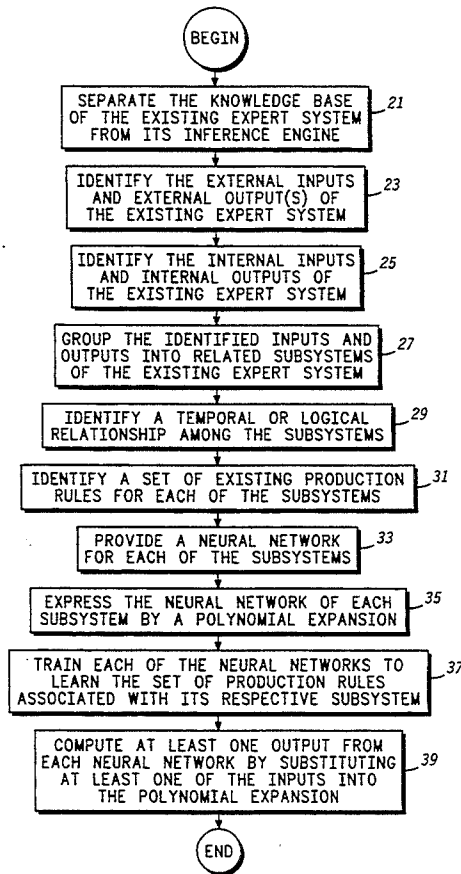 BEGIN
SEPARATE THE KNOWLEDGE BASE
OF THE EXISTING EXPERT SYSTEM
FROM ITS INFERENCE ENGINE
21
IDENTIFY THE EXTERNAL INPUTS
AND EXTERNAL OUTPUT(S) OF
THE EXISTING EXPERT SYSTEM
23
IDENTIFY THE INTERNAL INPUTS
AND INTERNAL OUTPUTS OF
THE EXISTING EXPERT SYSTEM
25
GROUP THE IDENTIFIED INPUTS AND
OUTPUTS INTO RELATED SUBSYSTEMS
OF THE EXISTING EXPERT SYSTEM
27
IDENTIFY A TEMPORAL OR LOGICAL
RELATIONSHIP AMONG THE SUBSYSTEMS
29
IDENTIFY A SET OF EXISTING PRODUCTION
RULES FOR EACH OF THE SUBSYSTEMS
31
PROVIDE A NEURAL NETWORK
FOR EACH OF THE SUBSYSTEMS
33
EXPRESS THE NEURAL NETWORK OF EACH
SUBSYSTEM BY A POLYNOMIAL EXPANSION
35
TRAIN EACH OF THE NEURAL NETWORKS TO
LEARN THE SET OF PRODUCTION RULES
ASSOCIATED WITH ITS RESPECTIVE SUBSYSTEM
37
COMPUTE AT LEAST ONE OUTPUT FROM
EACH NEURAL NETWORK BY SUBSTITUTING
AT LEAST ONE OF THE INPUTS INTO
THE POLYNOMIAL EXPANSION
39
END